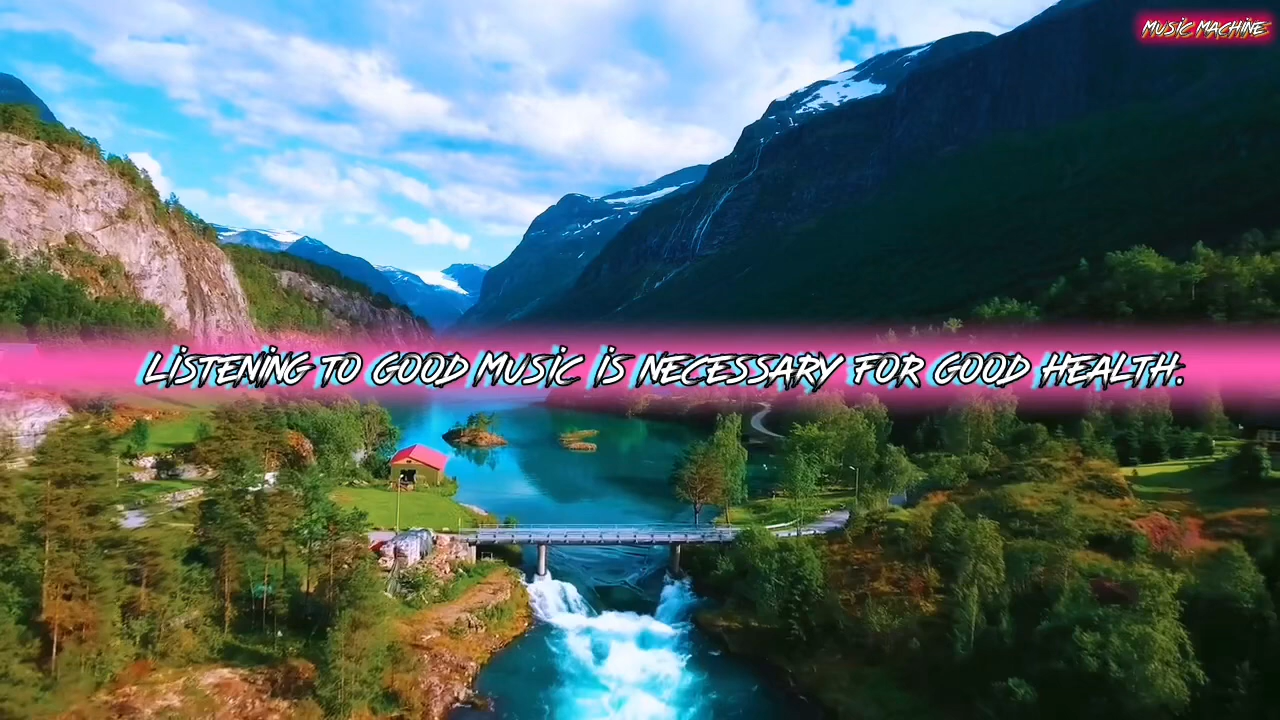 MUSIC MACHINE
LISTENING TO GOOD MUSIC IS NECESSARY FOR GOOD HEALTH.